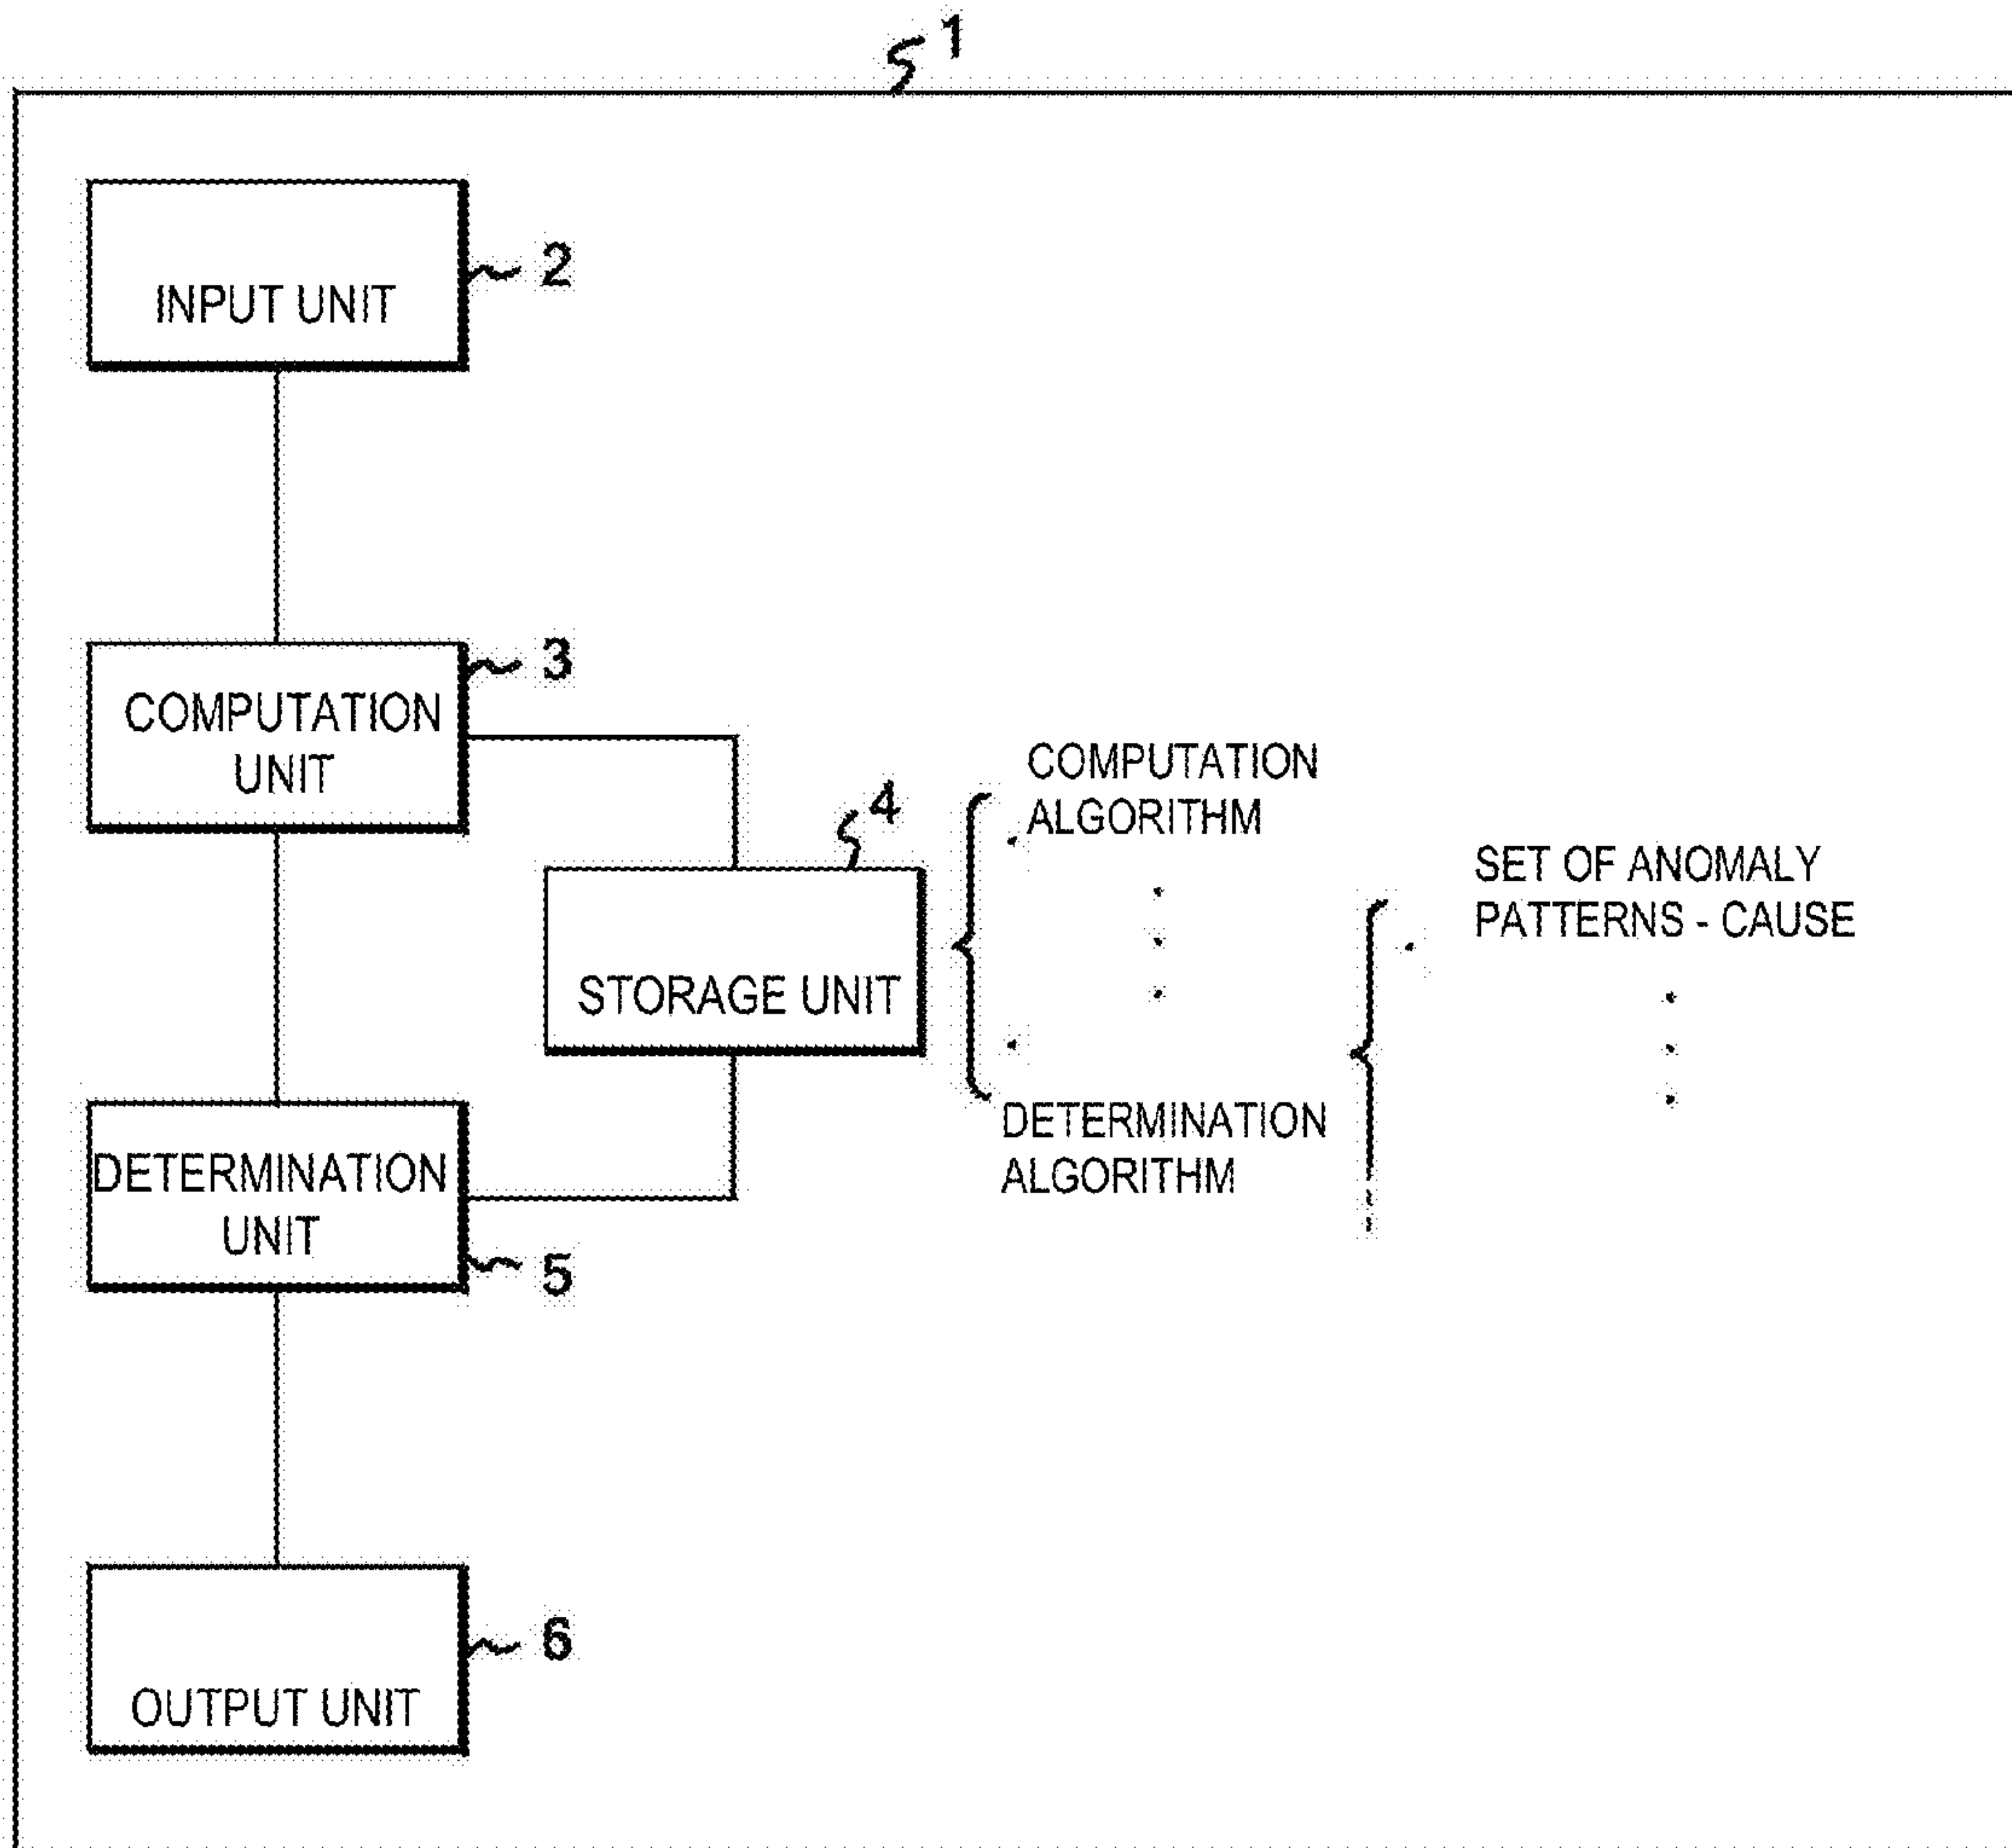 1
INPUT UNIT
2
COMPUTATION
UNIT
3
4
STORAGE UNIT
COMPUTATION
ALGORITHM
DETERMINATION
ALGORITHM
SET OF ANOMALY
PATTERNS - CAUSE
DETERMINATION
UNIT
5
OUTPUT UNIT
6